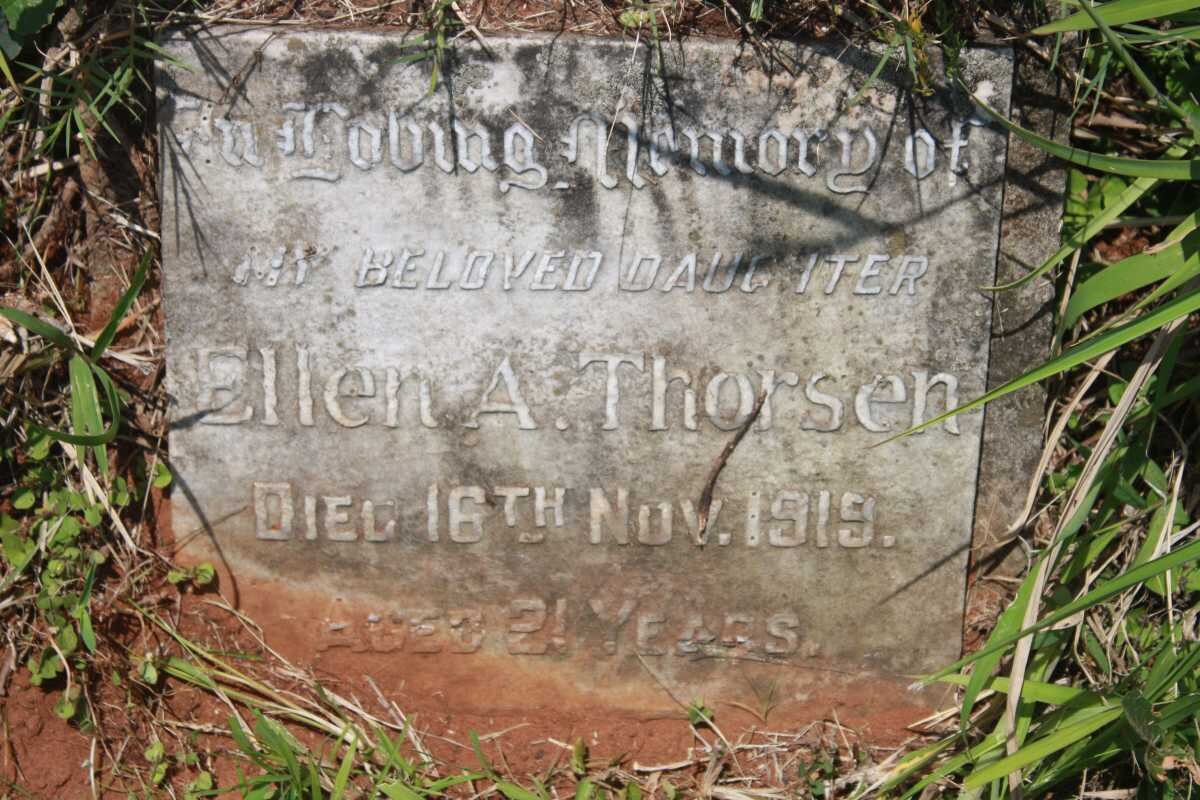 In Loving Memory of
MY BELOVED DAUGHTER
Ellen A. Thorsen
DIED 16TH NOV. 1919.
AGED 21 YEARS.